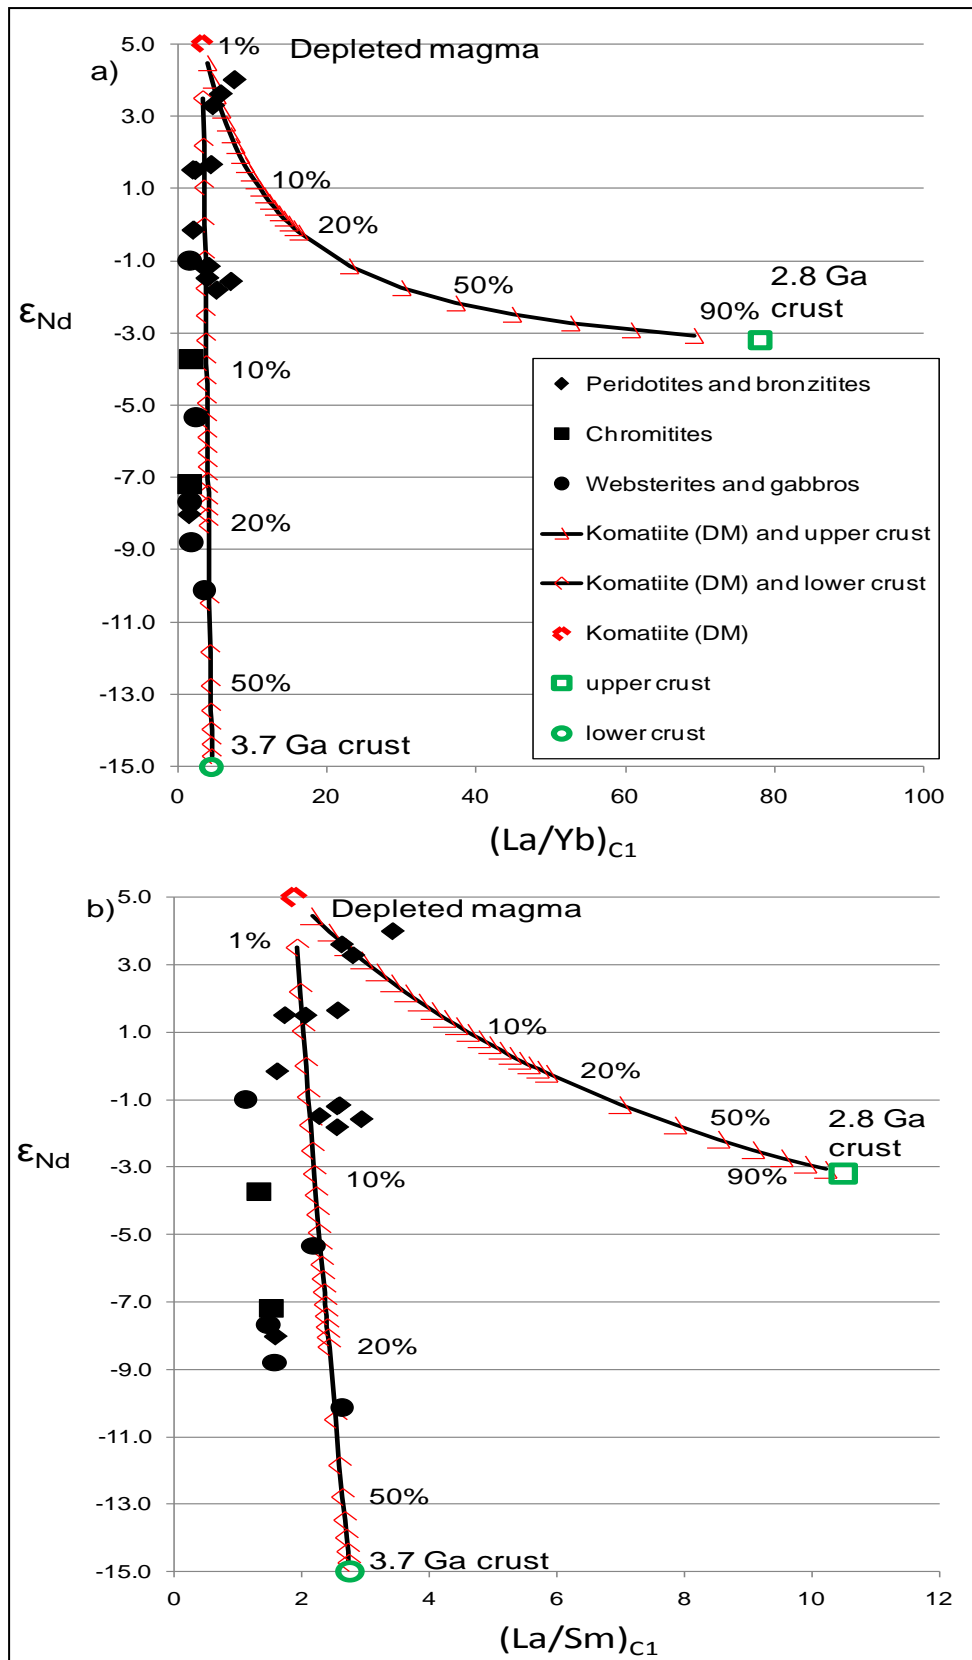 a)
1%
Depleted magma
5.0
3.0
1.0
-1.0
-3.0
-5.0
-7.0
-9.0
-11.0
-13.0
-15.0
εNd
10%
20%
50%
90%
2.8 Ga
crust
10%
20%
50%
3.7 Ga crust
Peridotites and bronzitites
Chromitites
Websterites and gabbros
Komatiite (DM) and upper crust
Komatiite (DM) and lower crust
Komatiite (DM)
upper crust
lower crust
0 20 40 60 80 100
(La/Yb)C1
b)
Depleted magma
1%
5.0
3.0
1.0
-1.0
-3.0
-5.0
-7.0
-9.0
-11.0
-13.0
-15.0
εNd
10%
20%
50%
90%
2.8 Ga
crust
10%
20%
50%
3.7 Ga crust
0 2 4 6 8 10 12
(La/Sm)C1